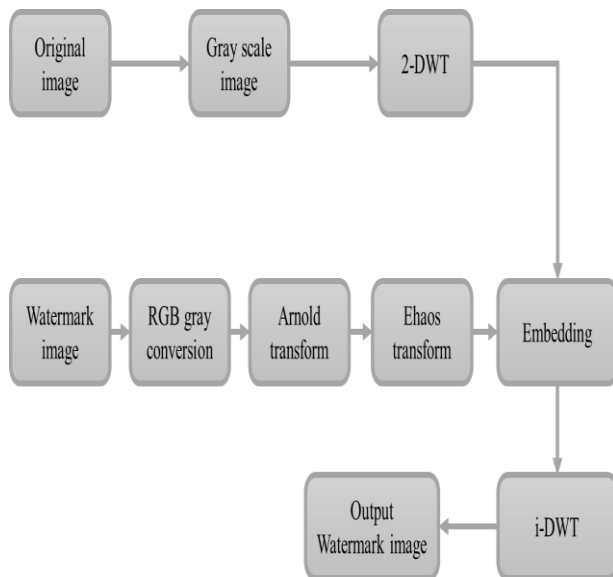 Original
image
Gray scale
image
2-DWT
Watermark
image
RGB gray
conversion
Arnold
transform
Ehaos
transform
Embedding
Output
Watermark image
i-DWT